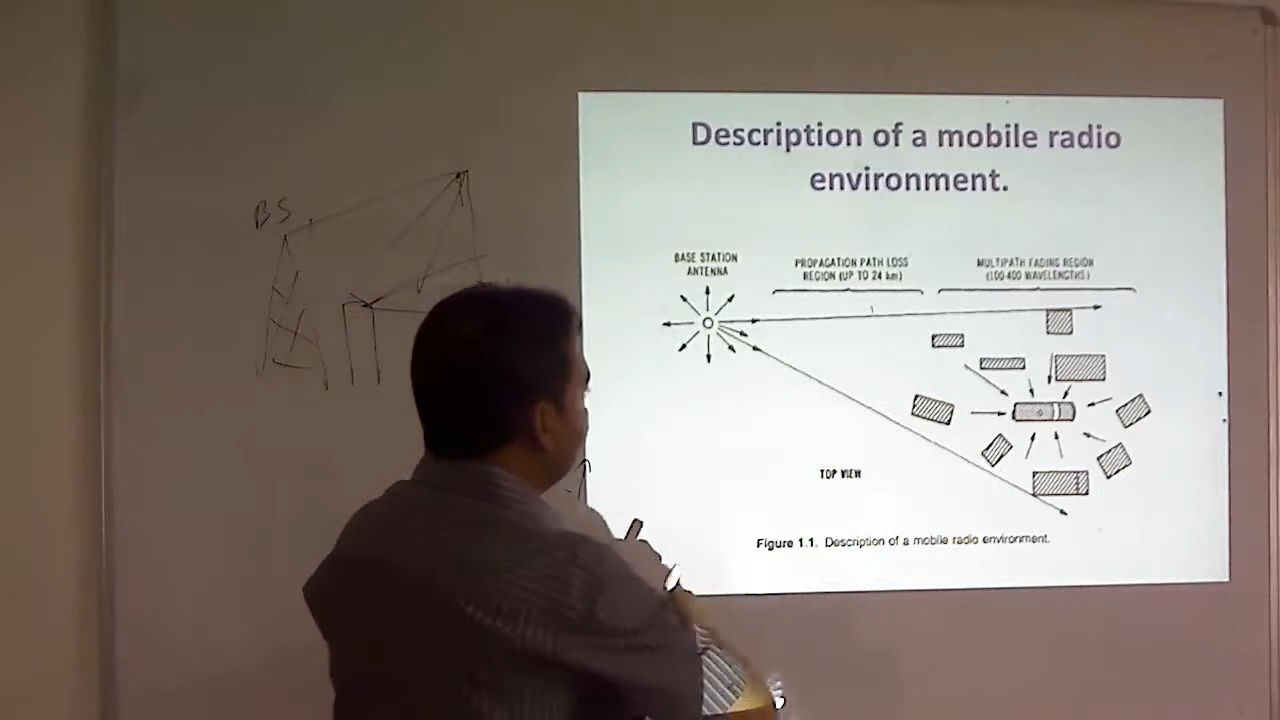 BS
Description of a mobile radio
environment.
BASE STATION
ANTENNA
PROPAGATION PATH LOSS
REGION (UP TO 24 km)
MULTIPATH FADING REGION
(100-400 WAVELENGTHS)
TOP VIEW
Figure 1.1. Description of a mobile radio environment.